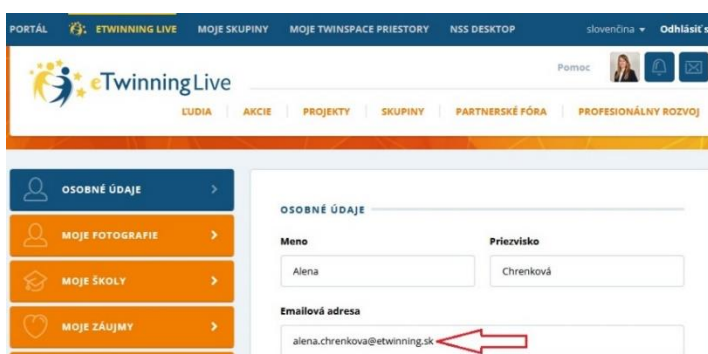 PORTÁL ETWINNING LIVE MOJE SKUPINY MOJE TWINSPACE PRIESTORY NSS DESKTOP slovenčina Odhlásiť s
eTwinning Live
Pomoc
ĽUDIA AKCIE PROJEKTY SKUPINY PARTNERSKÉ FÓRA PROFESIONÁLNY ROZVOJ
OSOBNÉ ÚDAJE
MOJE FOTOGRAFIE
MOJE ŠKOLY
MOJE ZÁUJMY
OSOBNÉ ÚDAJE
Meno Priezvisko
Alena Chrenková
Emailová adresa
alena.chrenkova@etwinning.sk